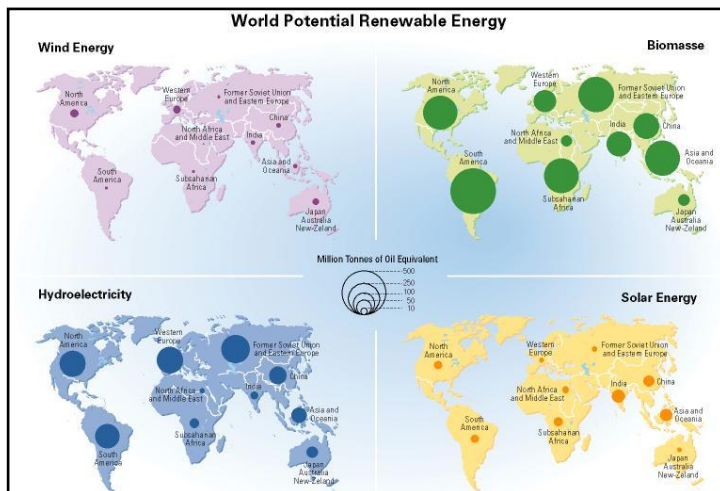 World Potential Renewable Energy
Wind Energy
North
America
Western
Europe
Former Soviet Union
and Eastern Europe
China
North Africa
and Middle East
India
Asia and
Oceania
South
America
Subsahanan
Africa
Japan
Australia
New-Zeland
Biomasse
North
America
Western
Europe
Former Soviet Union
and Eastern Europe
India
China
North Africa
and Middle East
Asia and
Oceania
South
America
Subsahanan
Africa
Japan
Australia
New-Zeland
Million Tonnes of Oil Equivalent
500
250
100
50
10
Hydroelectricity
North
America
Western
Europe
Former Soviet Union
and Eastern Europe
China
North Africa
and Middle East
India
Asia and
Oceania
Subsahanan
Africa
South
America
Japan
Australia
New-Zeland
Solar Energy
North
America
Western
Europe
Former Soviet Union
and Eastern Europe
China
North Africa
and Middle East
India
Asia and
Oceania
South
America
Subsahanan
Africa
Japan
Australia
New-Zeland